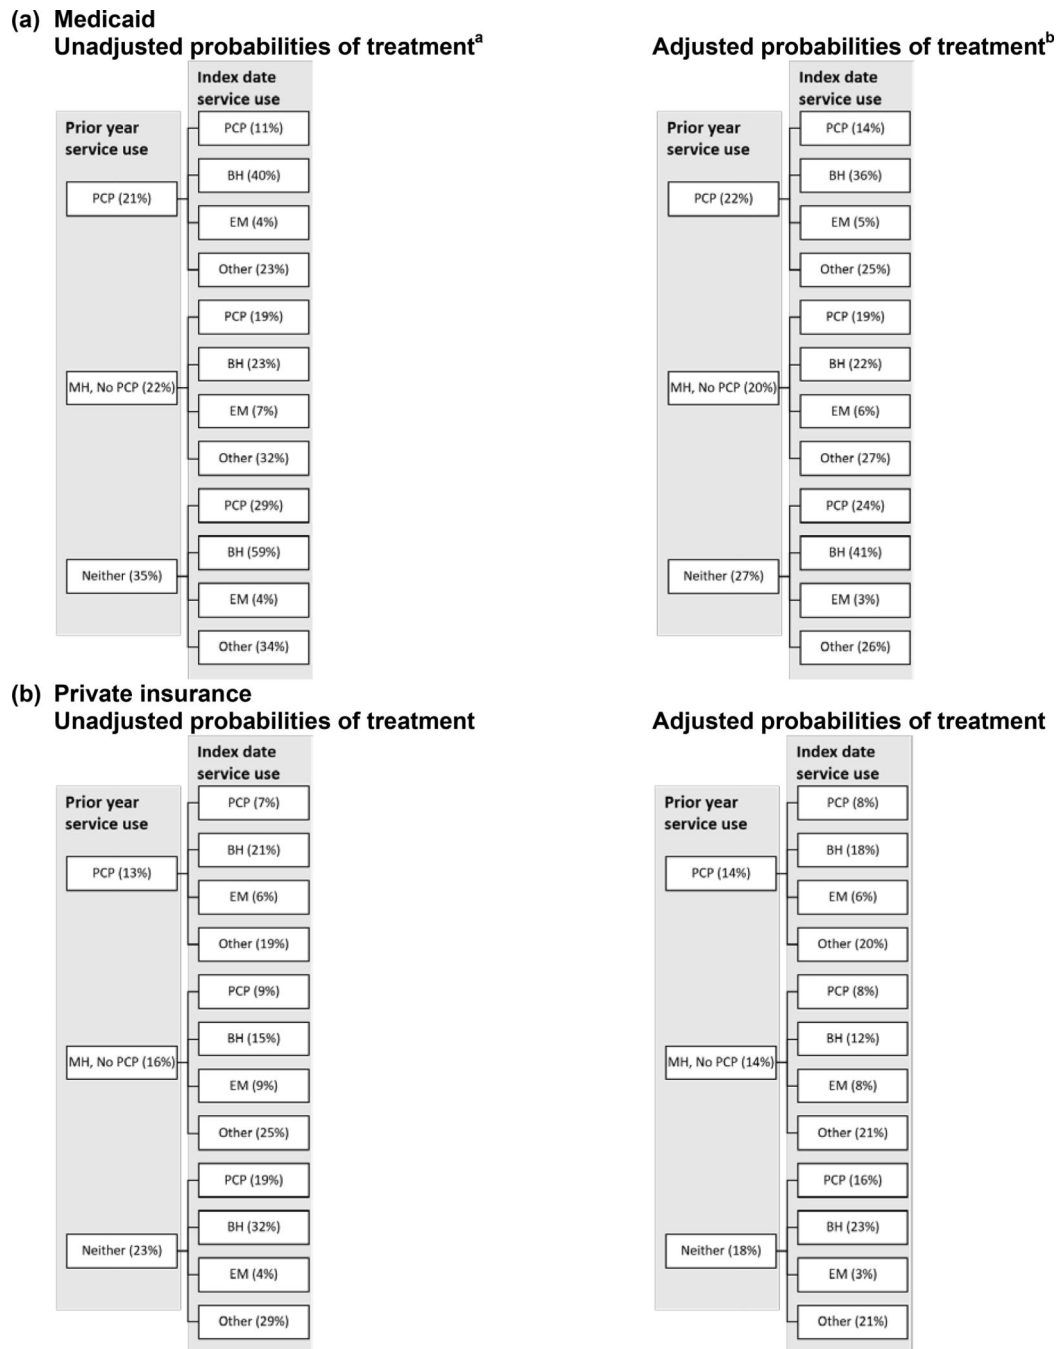 (a) Medicaid
Unadjusted probabilities of treatmentᵃ
Index date
service use
Prior year
service use
PCP (21%)
PCP (11%)
BH (40%)
EM (4%)
Other (23%)
MH, No PCP (22%)
PCP (19%)
BH (23%)
EM (7%)
Other (32%)
Neither (35%)
PCP (29%)
BH (59%)
EM (4%)
Other (34%)
Adjusted probabilities of treatmentᵇ
Index date
service use
Prior year
service use
PCP (22%)
PCP (14%)
BH (36%)
EM (5%)
Other (25%)
MH, No PCP (20%)
PCP (19%)
BH (22%)
EM (6%)
Other (27%)
Neither (27%)
PCP (24%)
BH (41%)
EM (3%)
Other (26%)
(b) Private insurance
Unadjusted probabilities of treatment
Index date
service use
Prior year
service use
PCP (13%)
PCP (7%)
BH (21%)
EM (6%)
Other (19%)
MH, No PCP (16%)
PCP (9%)
BH (15%)
EM (9%)
Other (25%)
Neither (23%)
PCP (19%)
BH (32%)
EM (4%)
Other (29%)
Adjusted probabilities of treatment
Index date
service use
Prior year
service use
PCP (14%)
PCP (8%)
BH (18%)
EM (6%)
Other (20%)
MH, No PCP (14%)
PCP (8%)
BH (12%)
EM (8%)
Other (21%)
Neither (18%)
PCP (16%)
BH (23%)
EM (3%)
Other (21%)